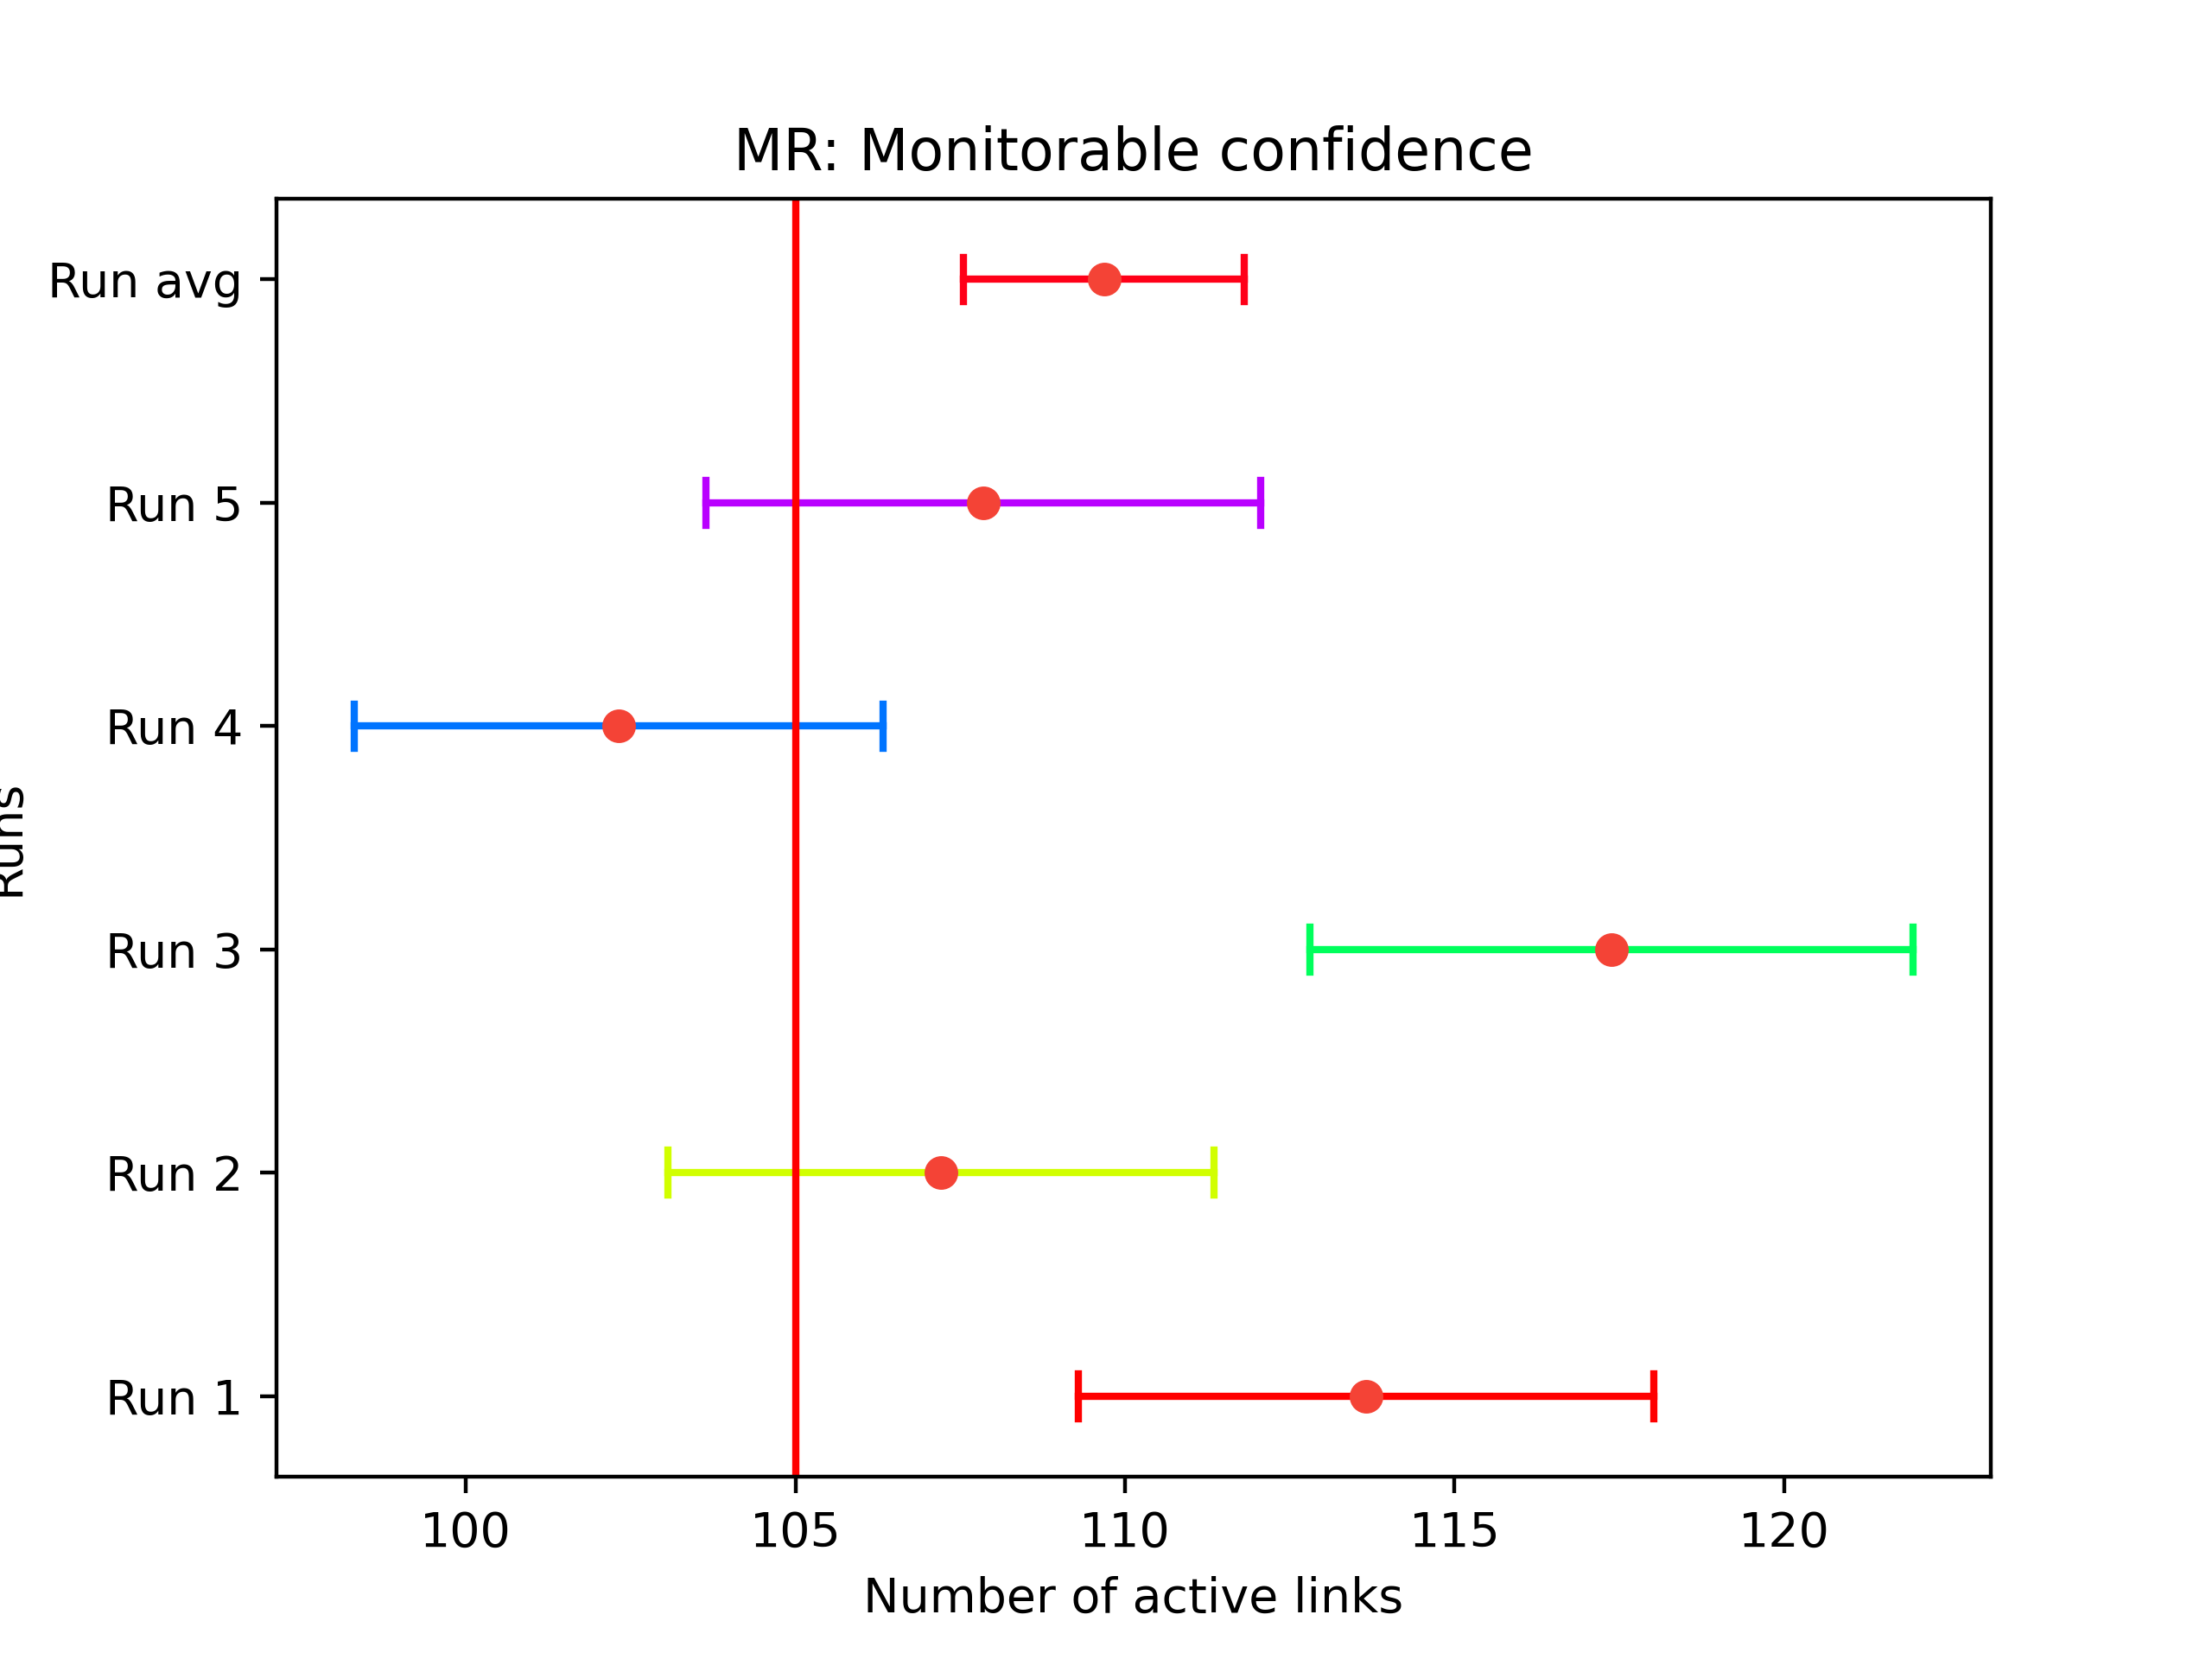 MR: Monitorable confidence
Run avg
Run 5
Run 4
Runs
Run 3
Run 2
Run 1
100 105 110 115 120
Number of active links